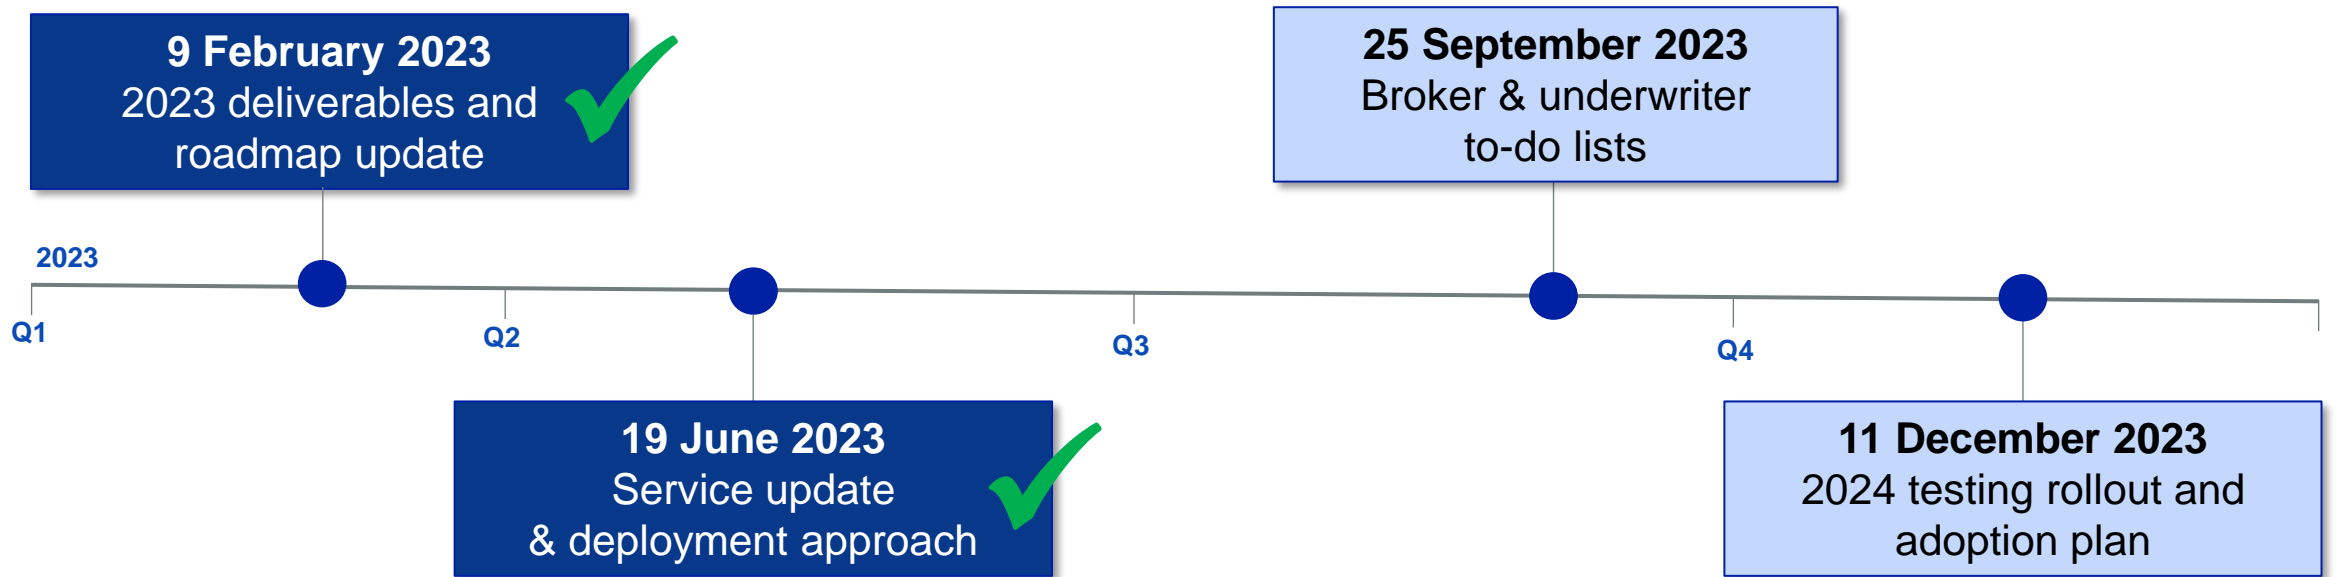 9 February 2023
2023 deliverables and
roadmap update
25 September 2023
Broker & underwriter
to-do lists
2023
Q1
Q2
Q3
Q4
19 June 2023
Service update
& deployment approach
11 December 2023
2024 testing rollout and
adoption plan